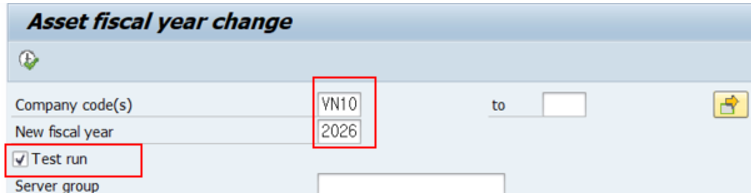 Asset fiscal year change
Company code(s) VN10 to
New fiscal year 2026
Test run
Server group